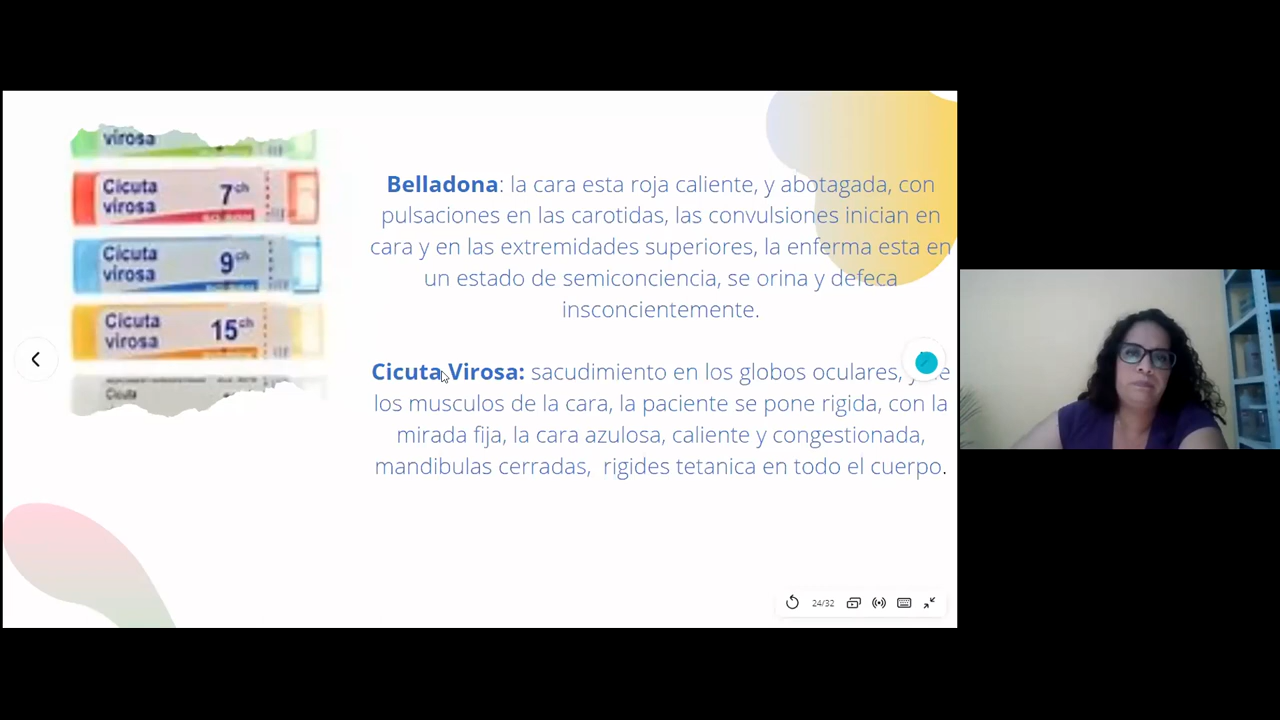 virosa
Cicuta
virosa
7ch
Cicuta
virosa
9ch
Cicuta
virosa
15ch
Cicuta
Belladona: la cara esta roja caliente, y abotagada, con
pulsaciones en las carotidas, las convulsiones inician en
cara y en las extremidades superiores, la enferma esta en
un estado de semiconciencia, se orina y defeca
insconcientemente.
Cicuta Virosa: sacudimiento en los globos oculares, y
los musculos de la cara, la paciente se pone rigida, con la
mirada fija, la cara azulosa, caliente y congestionada,
mandibulas cerradas, rigides tetanica en todo el cuerpo.
24/32